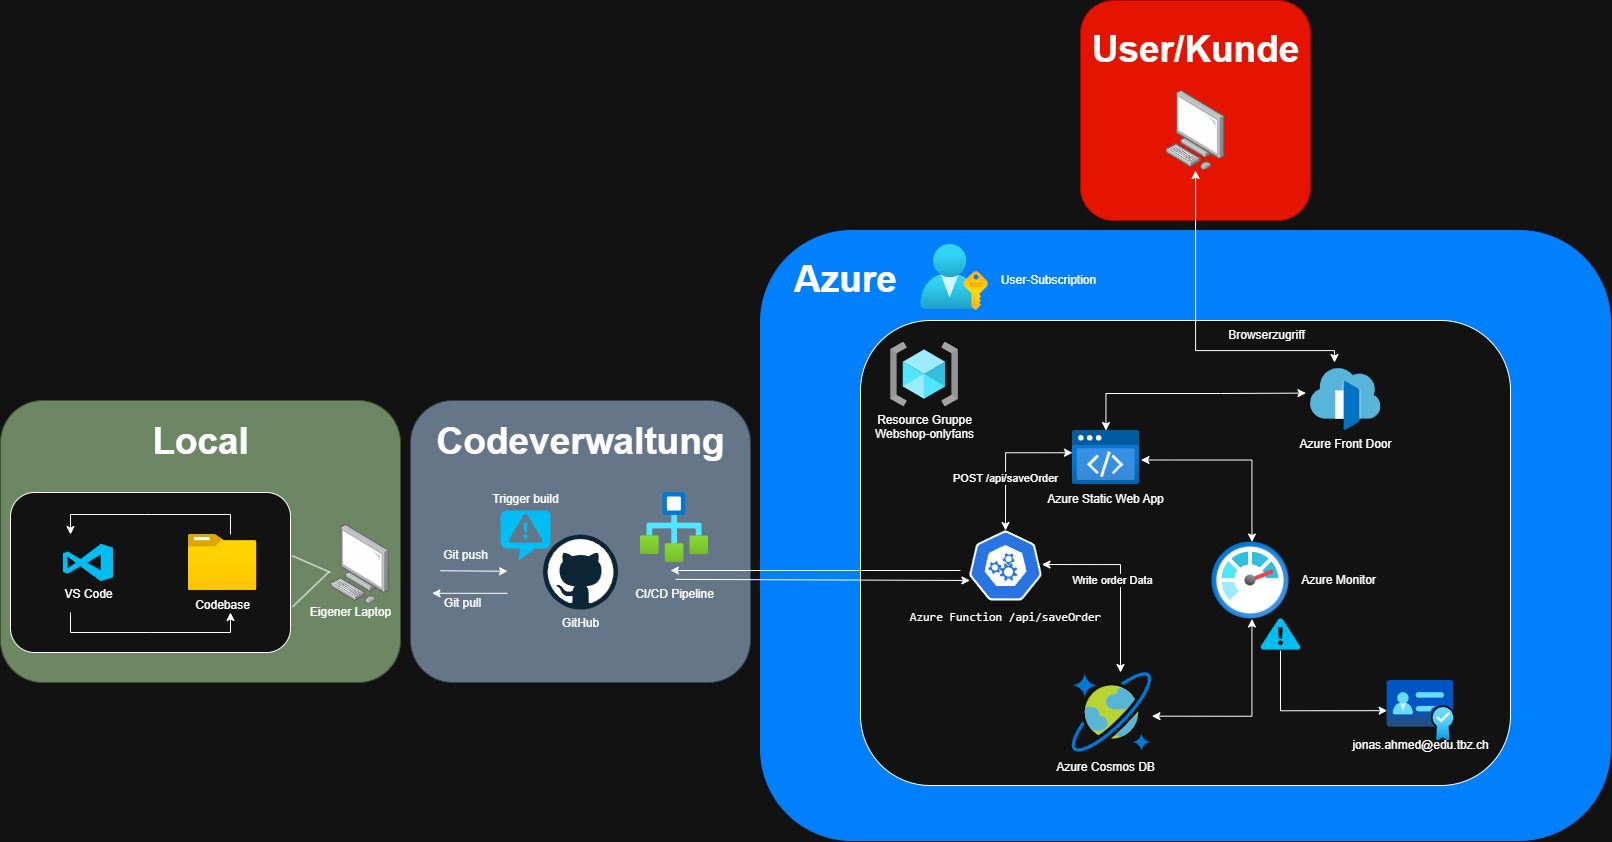 User/Kunde
Azure
User-Subscription
Browserzugriff
Resource Gruppe
Webshop-onlyfans
Azure Front Door
POST /api/saveOrder
Azure Static Web App
Write order Data
Azure Function /api/saveOrder
Azure Monitor
Azure Cosmos DB
jonas.ahmed@edu.tbz.ch
Codeverwaltung
Trigger build
Git push
Git pull
GitHub
CI/CD Pipeline
Local
VS Code
Codebase
Eigener Laptop